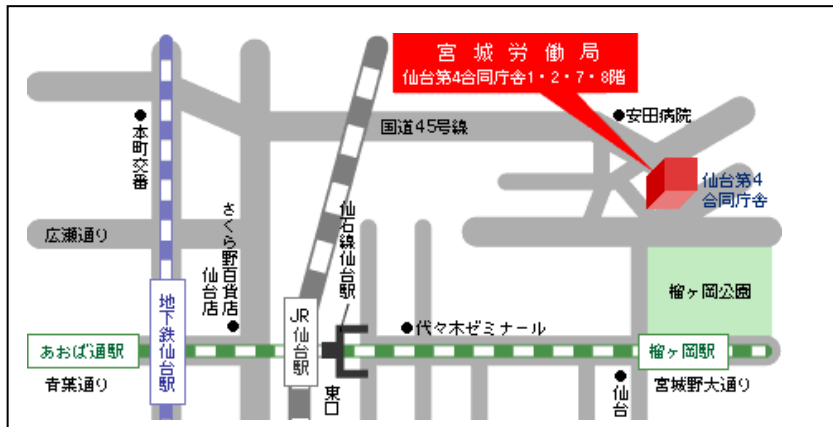 宮城労働局
仙台第4合同庁舎1・2・7・8階
●安田病院
国道45号線
●本町交番
仙台第4
合同庁舎
さくら野百貨店
仙台店●
仙石線仙台駅
広瀬通り
榴ヶ岡公園
地下鉄仙台駅
JR仙台駅
●代々木ゼミナール
あおば通駅
榴ヶ岡駅
青葉通り
東口
●仙台
宮城野大通り